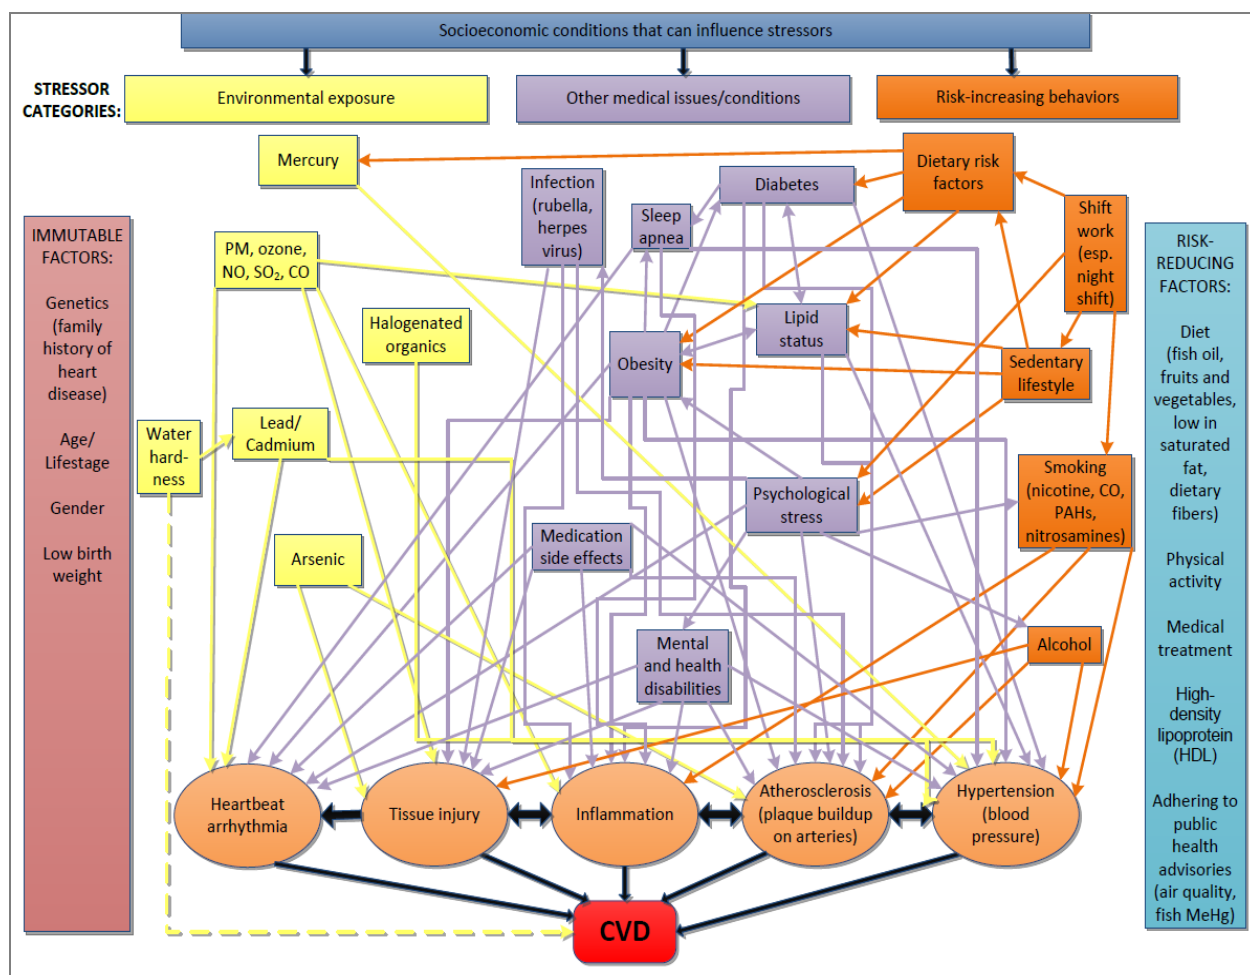 Socioeconomic conditions that can influence stressors
STRESSOR
CATEGORIES:
Environmental exposure
Other medical issues/conditions
Risk-increasing behaviors
Mercury
Infection
(rubella,
herpes
virus)
Sleep
apnea
Diabetes
Dietary risk
factors
Shift
work
(esp.
night
shift)
IMMUTABLE
FACTORS:
Genetics
(family
history of
heart
disease)
Age/
Lifestage
Gender
Low birth
weight
PM, ozone,
NO, SO₂, CO
Halogenated
organics
Obesity
Lipid
status
Sedentary
lifestyle
Water
hard-
ness
Lead/
Cadmium
Arsenic
Medication
side effects
Psychological
stress
Smoking
(nicotine, CO,
PAHs,
nitrosamines)
Mental
and health
disabilities
Alcohol
RISK-
REDUCING
FACTORS:
Diet
(fish oil,
fruits and
vegetables,
low in
saturated
fat,
dietary
fibers)
Physical
activity
Medical
treatment
High-
density
lipoprotein
(HDL)
Adhering to
public
health
advisories
(air quality,
fish MeHg)
Heartbeat
arrhythmia
Tissue injury
Inflammation
Atherosclerosis
(plaque buildup
on arteries)
Hypertension
(blood
pressure)
CVD